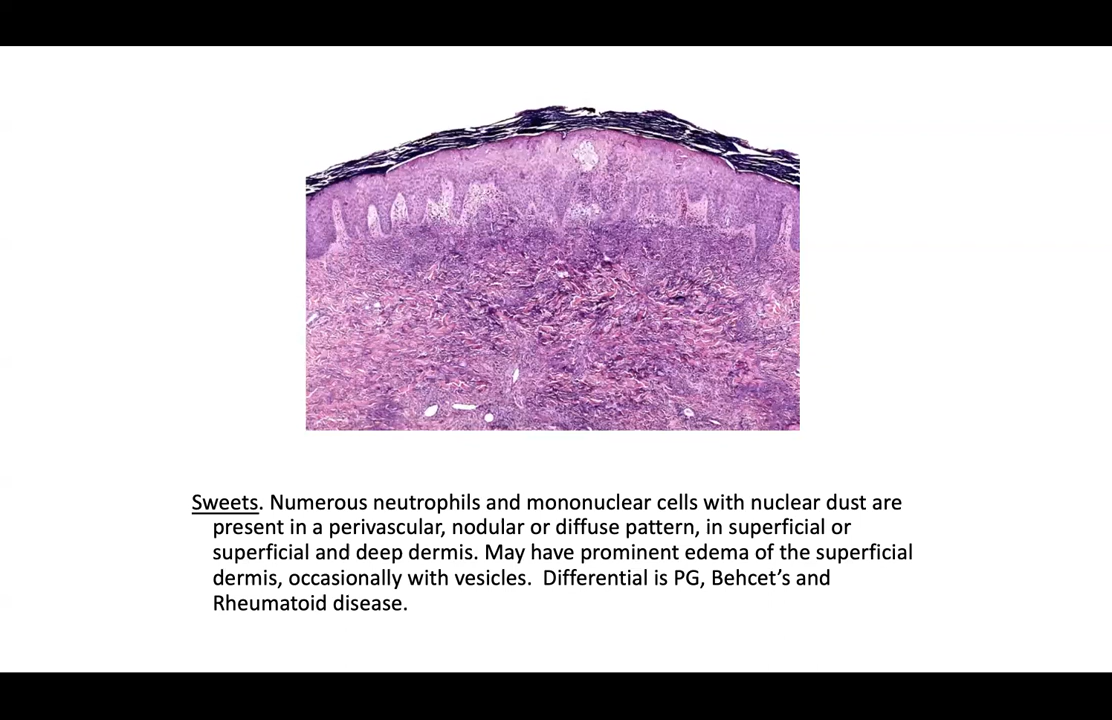 Sweets. Numerous neutrophils and mononuclear cells with nuclear dust are
present in a perivascular, nodular or diffuse pattern, in superficial or
superficial and deep dermis. May have prominent edema of the superficial
dermis, occasionally with vesicles.  Differential is PG, Behcet’s and
Rheumatoid disease.